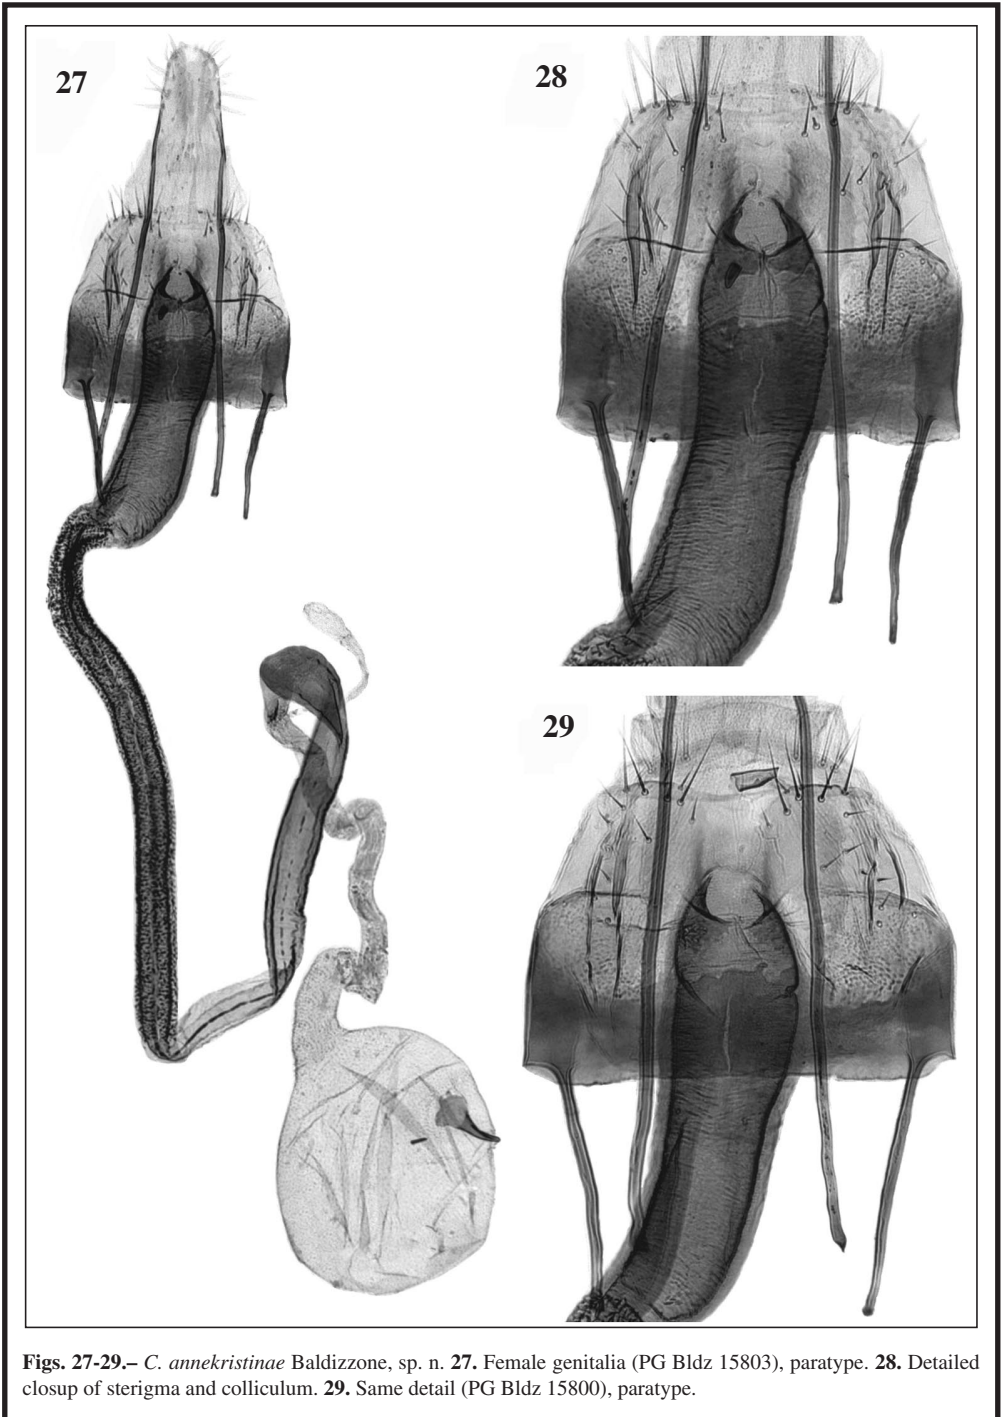 27
28
29
Figs. 27-29.– C. annekristinae Baldizzone, sp. n. 27. Female genitalia (PG Bldz 15803), paratype. 28. Detailed
closup of sterigma and colliculum. 29. Same detail (PG Bldz 15800), paratype.